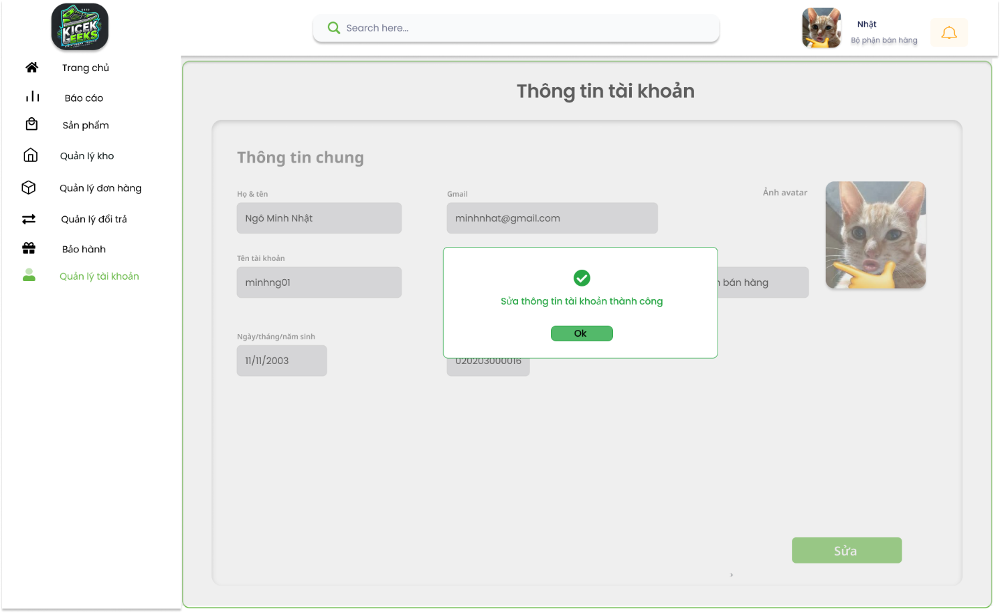 KICEK
GEEKS
Search here...
Nhật
Bộ phận bán hàng
Trang chủ
Báo cáo
Sản phẩm
Quản lý kho
Quản lý đơn hàng
Quản lý đổi trả
Bảo hành
Quản lý tài khoản
Thông tin tài khoản
Thông tin chung
Họ & tên
Gmail
Ảnh avatar
Ngô Minh Nhật
minhnhat@gmail.com
Tên tài khoản
minhng01
bán hàng
Sửa thông tin tài khoản thành công
Ok
Ngày/tháng/năm sinh
11/11/2003
020203000016
Sửa